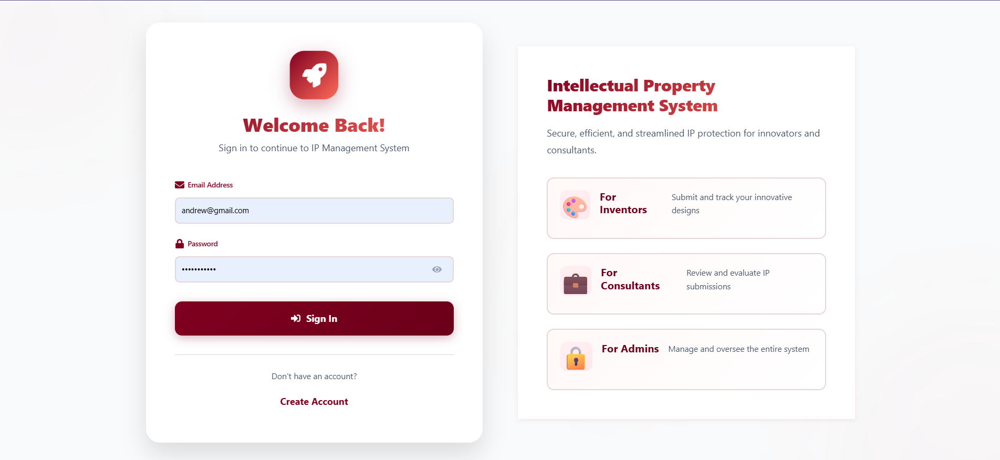 Welcome Back!
Sign in to continue to IP Management System
Email Address
andrew@gmail.com
Password
•••••••••••
Sign In
Don't have an account?
Create Account
Intellectual Property
Management System
Secure, efficient, and streamlined IP protection for innovators and
consultants.
For
Inventors
Submit and track your innovative
designs
For
Consultants
Review and evaluate IP
submissions
For Admins
Manage and oversee the entire system